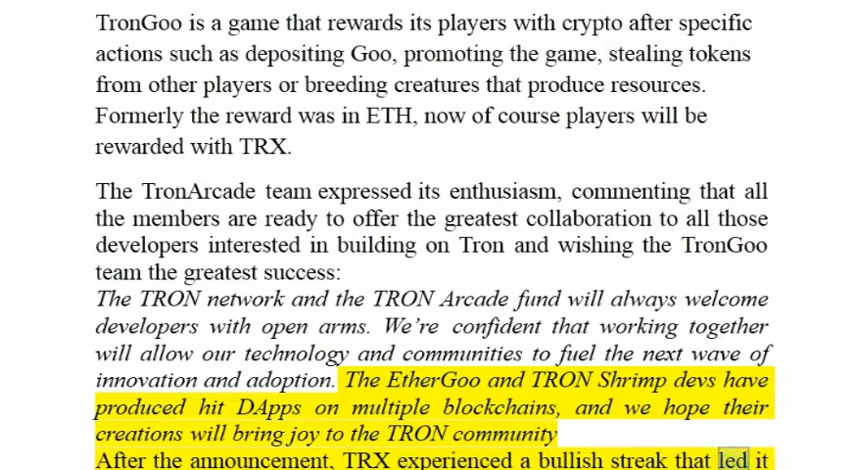 TronGoo is a game that rewards its players with crypto after specific
actions such as depositing Goo, promoting the game, stealing tokens
from other players or breeding creatures that produce resources.
Formerly the reward was in ETH, now of course players will be
rewarded with TRX.
The TronArcade team expressed its enthusiasm, commenting that all
the members are ready to offer the greatest collaboration to all those
developers interested in building on Tron and wishing the TronGoo
team the greatest success:
The TRON network and the TRON Arcade fund will always welcome
developers with open arms. We’re confident that working together
will allow our technology and communities to fuel the next wave of
innovation and adoption. The EtherGoo and TRON Shrimp devs have
produced hit DApps on multiple blockchains, and we hope their
creations will bring joy to the TRON community
After the announcement, TRX experienced a bullish streak that led it